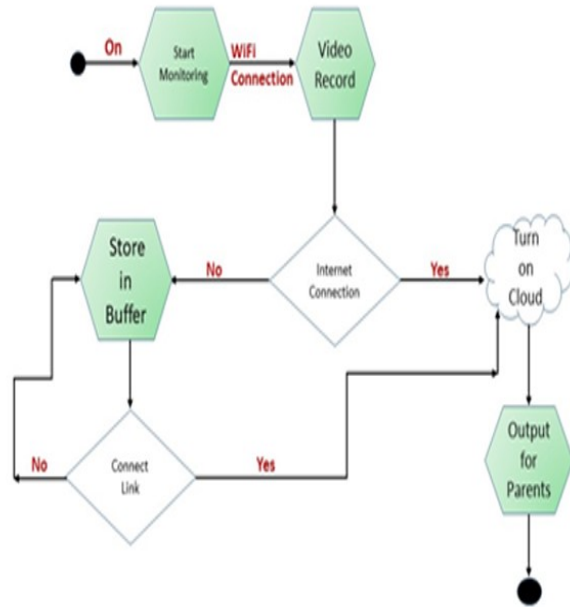 On
Start
Monitoring
WiFi
Connection
Video
Record
Internet
Connection
No
Yes
Turn
on
Cloud
Store
in
Buffer
Connect
Link
No
Yes
Output
for
Parents